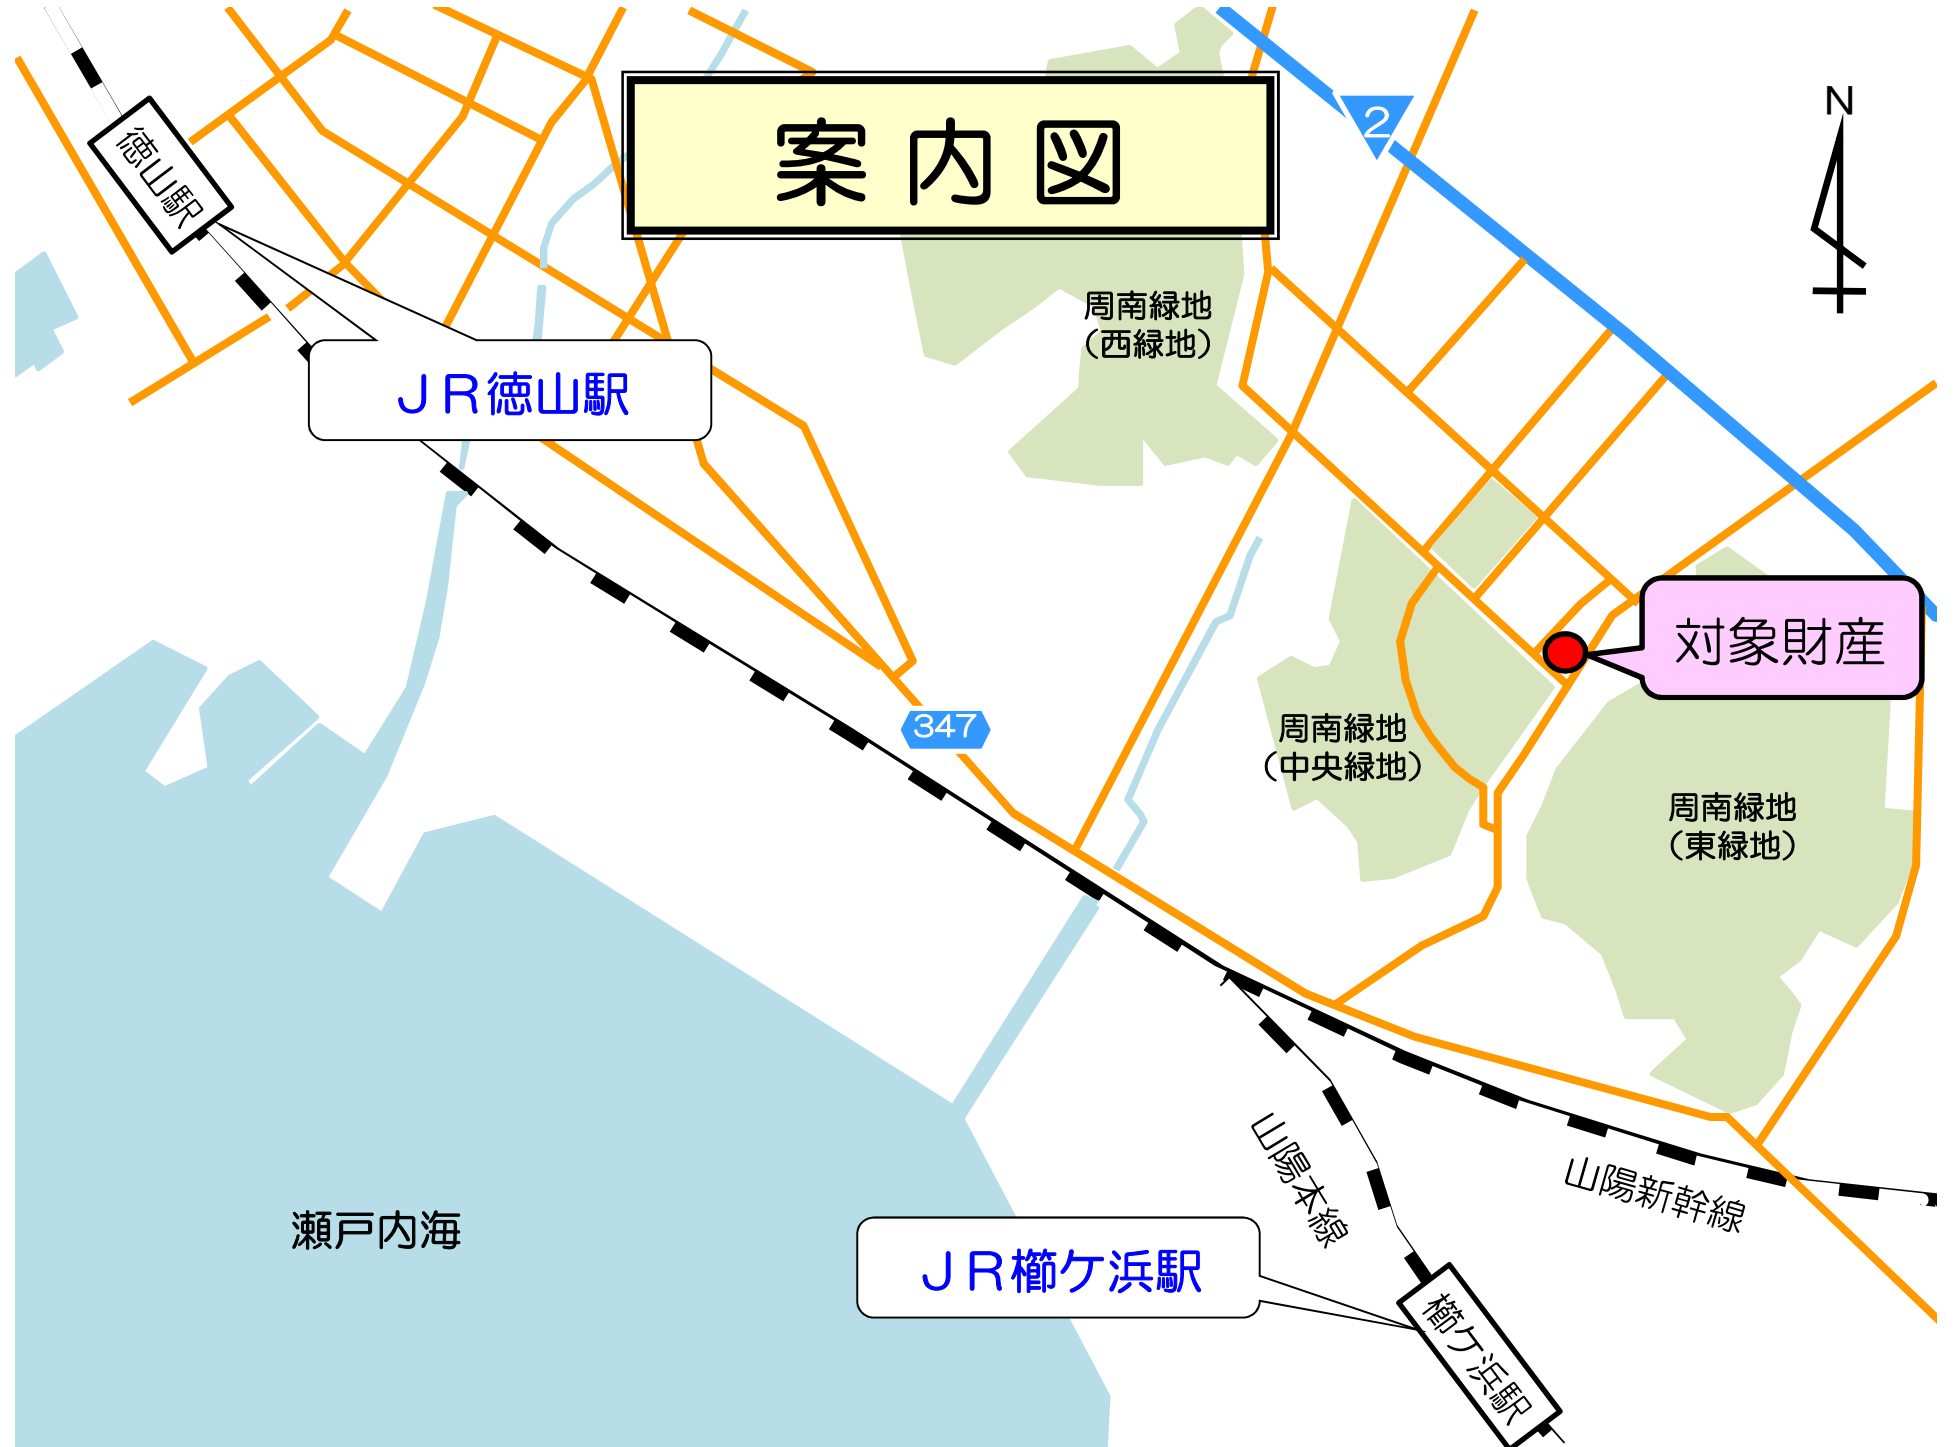 案内図
2
N
徳山駅
周南緑地
(西緑地)
JR徳山駅
対象財産
347
周南緑地
(中央緑地)
周南緑地
(東緑地)
山陽本線
山陽新幹線
瀬戸内海
JR櫛ケ浜駅
櫛ケ浜駅